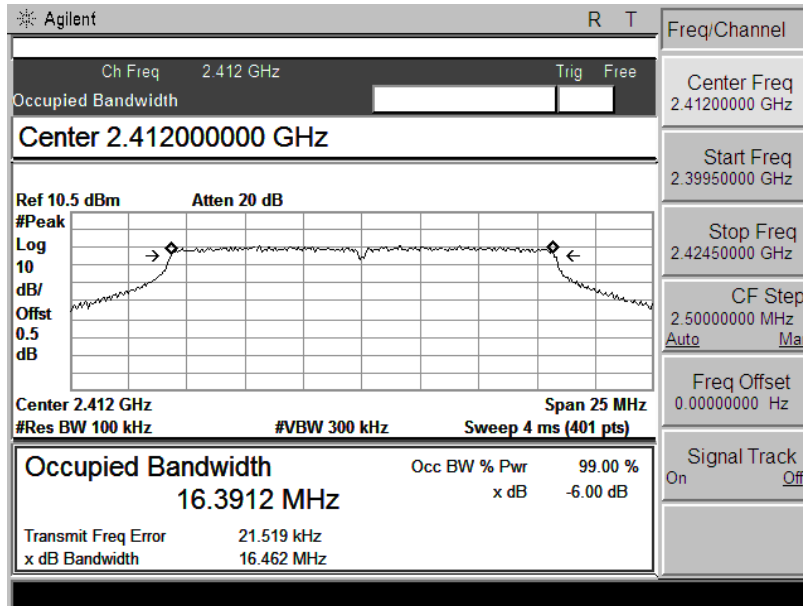 Agilent R T
Freq/Channel
Ch Freq 2.412 GHz Trig Free
Occupied Bandwidth
Center 2.412000000 GHz
Ref 10.5 dBm Atten 20 dB
#Peak
Log
10
dB/
Offst
0.5
dB
Center 2.412 GHz Span 25 MHz
#Res BW 100 kHz #VBW 300 kHz Sweep 4 ms (401 pts)
Occupied Bandwidth Occ BW % Pwr 99.00 %
16.3912 MHz x dB -6.00 dB
Transmit Freq Error 21.519 kHz
x dB Bandwidth 16.462 MHz
Center Freq
2.41200000 GHz
Start Freq
2.39950000 GHz
Stop Freq
2.42450000 GHz
CF Step
2.50000000 MHz
Auto Ma
Freq Offset
0.00000000 Hz
Signal Track
On Off